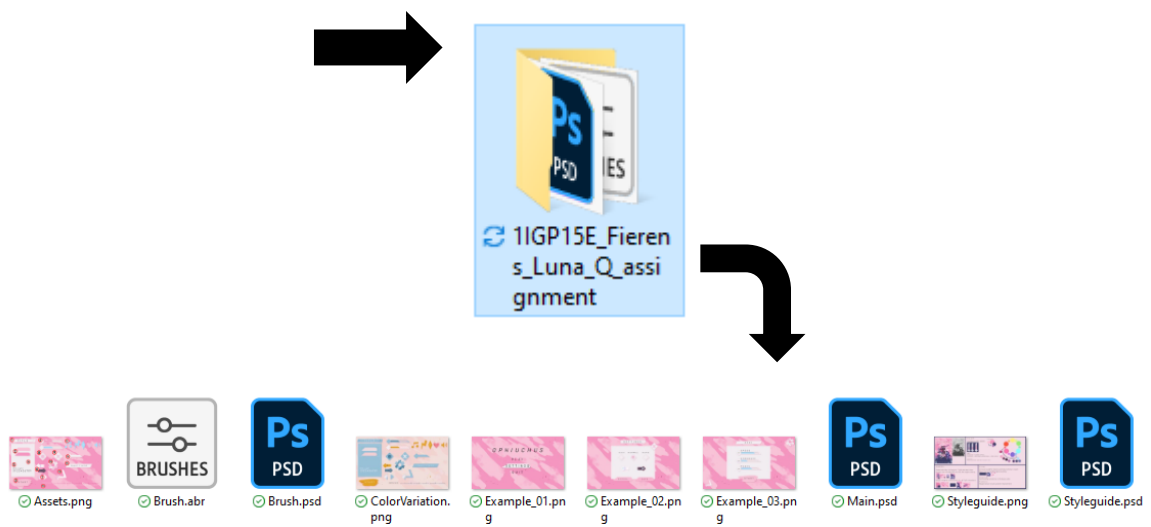 Ps
PSD
IES
1IGP15E_Fieren
s_Luna_Q_assi
gnment
BRUSHES
Ps
PSD
OPHIUCHUS
Ps
PSD
Ps
PSD
Assets.png
Brush.abr
Brush.psd
ColorVariation.
png
Example_01.pn
g
Example_02.pn
g
Example_03.pn
g
Main.psd
Styleguide.png
Styleguide.psd